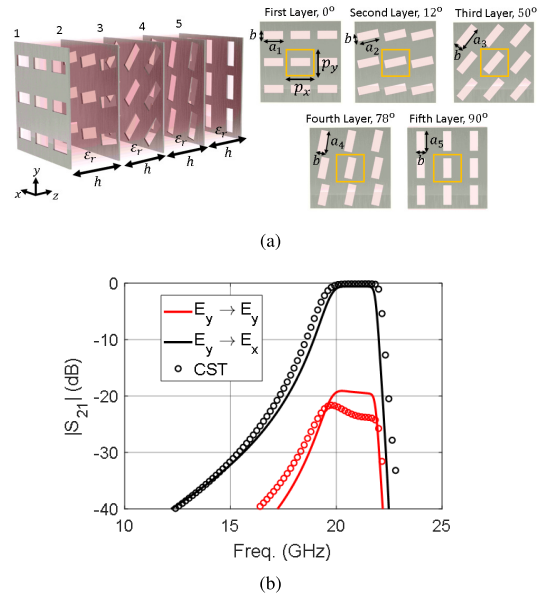 1 2 3 4 5
εr εr εr εr
h h h h
y
x z
First Layer, 0°
b
a1
py
px
Second Layer, 12°
b
a2
Third Layer, 50°
b
a3
Fourth Layer, 78°
b
a4
Fifth Layer, 90°
b
a5
(a)
|S21| (dB)
0
-10
-20
-30
-40
Ey → Ey
Ey → Ex
CST
10 15 20 25
Freq. (GHz)
(b)